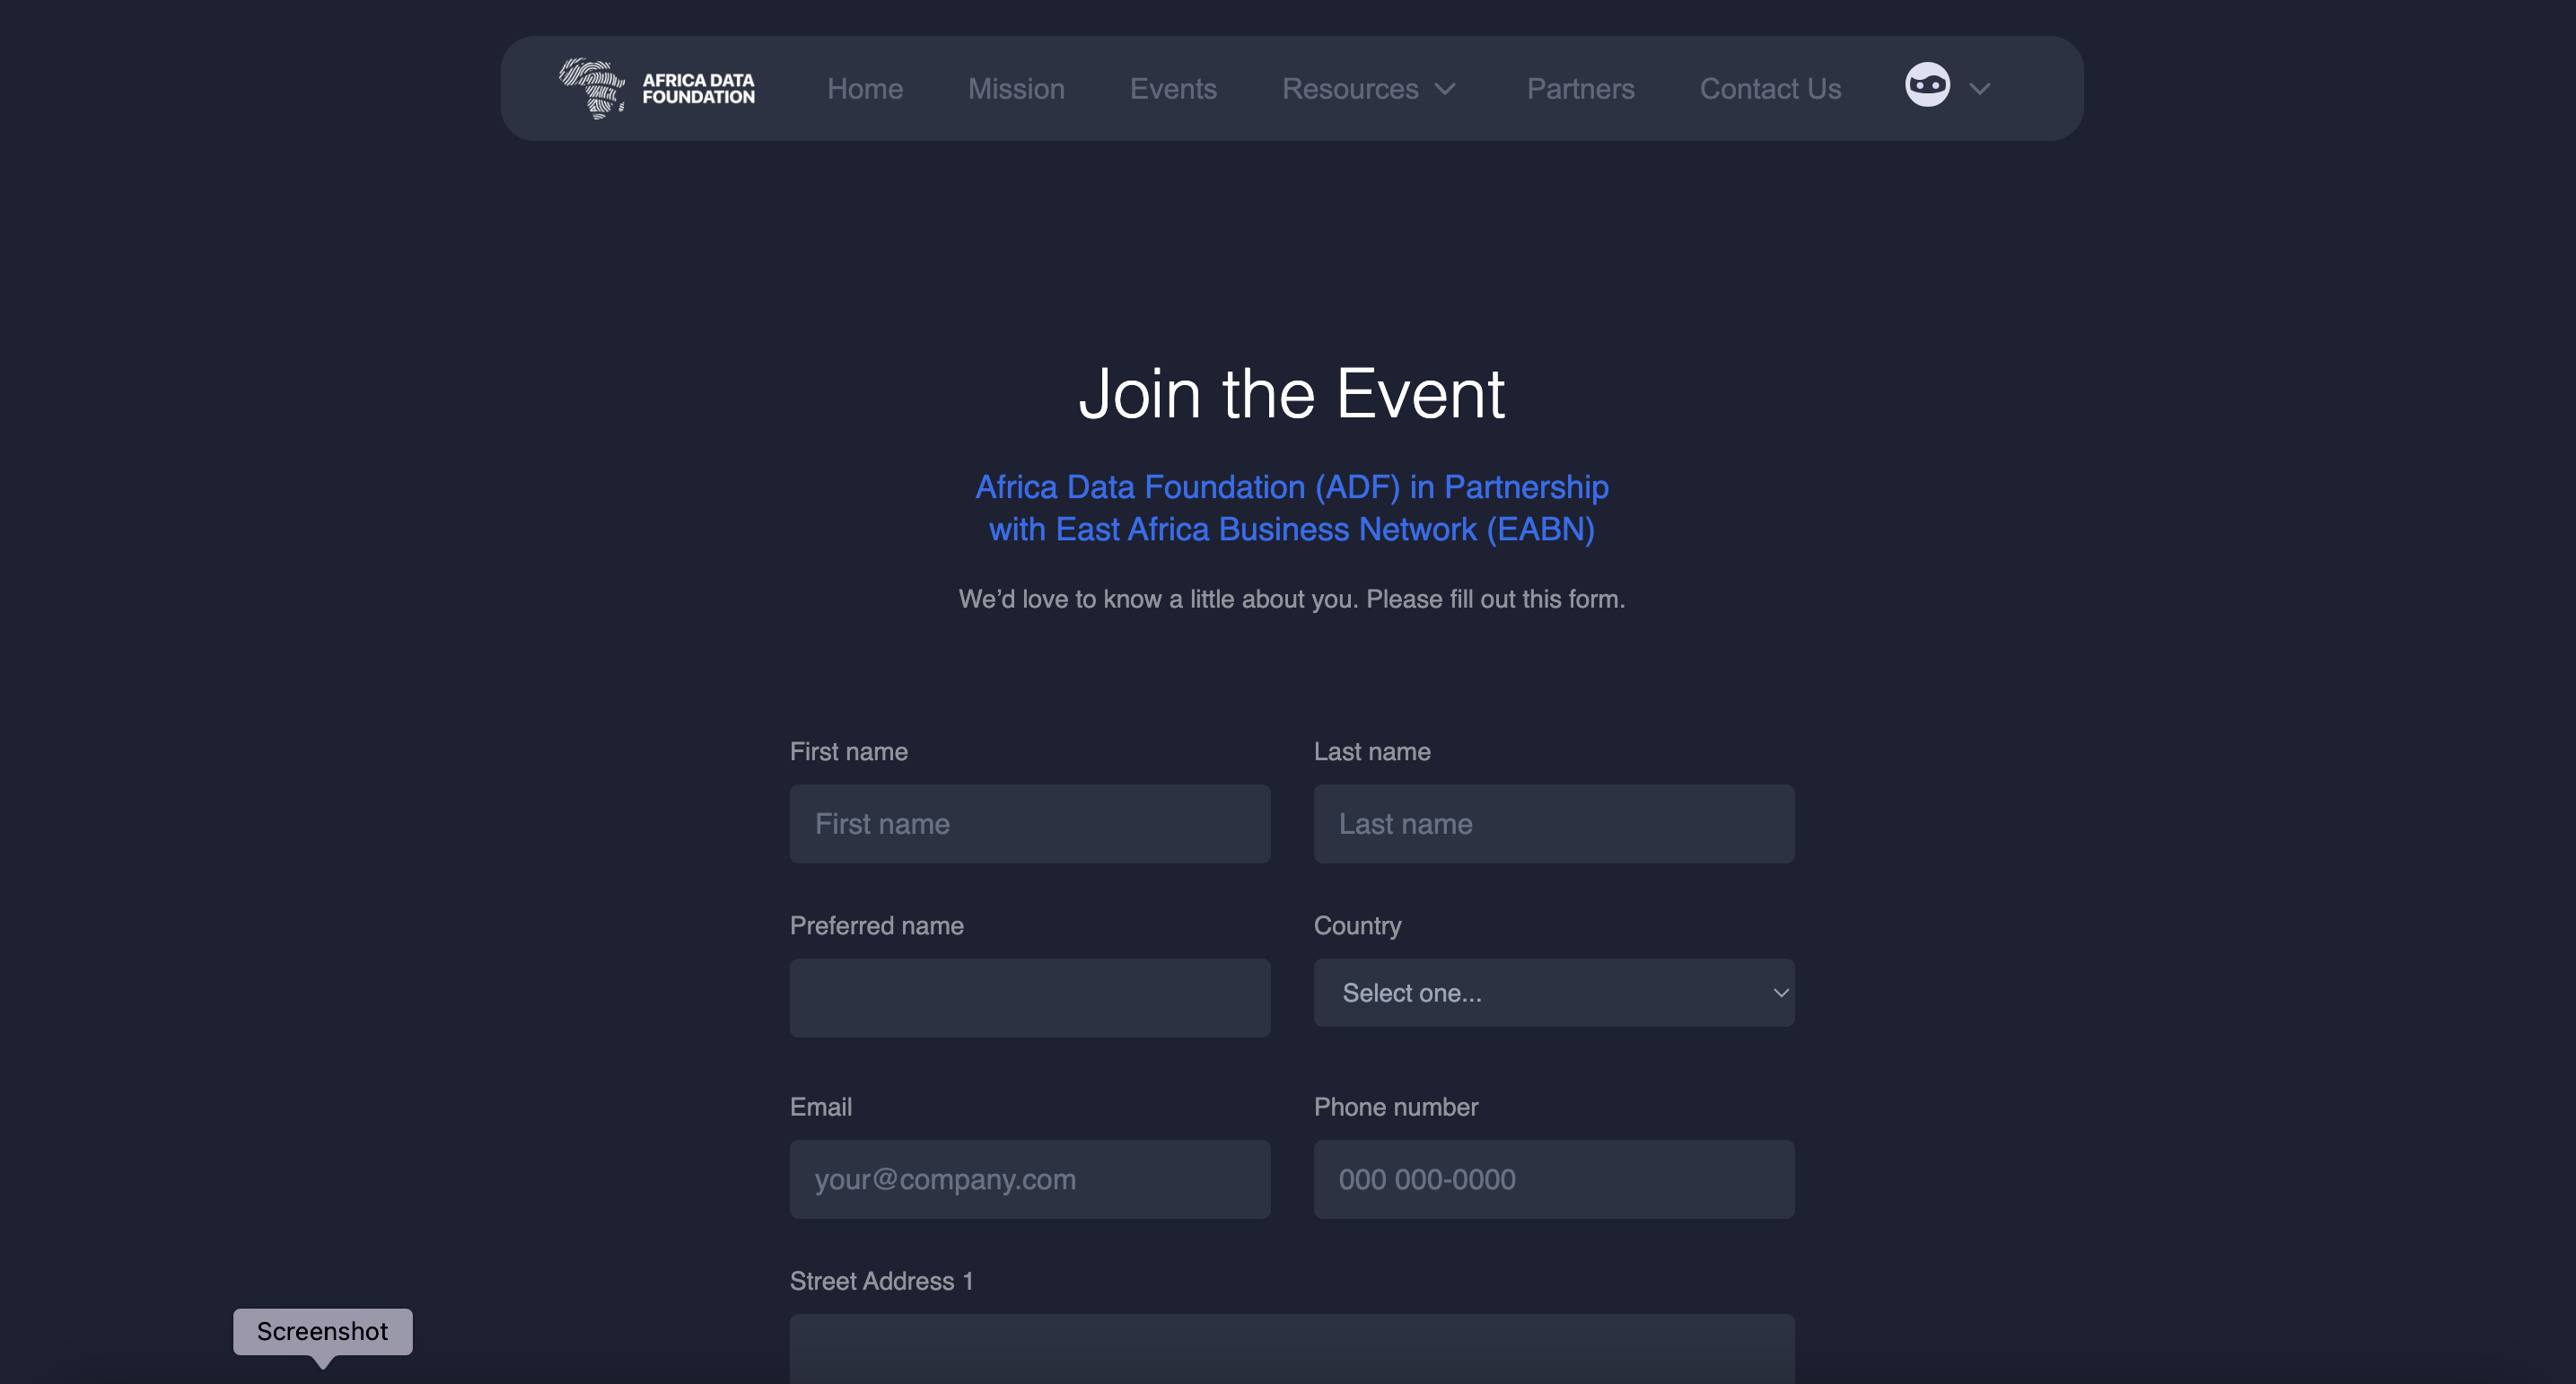 AFRICA DATA
FOUNDATION
Home
Mission
Events
Resources
Partners
Contact Us
Join the Event
Africa Data Foundation (ADF) in Partnership
with East Africa Business Network (EABN)
We’d love to know a little about you. Please fill out this form.
First name
Last name
First name
Last name
Preferred name
Country
Select one...
Email
Phone number
your@company.com
000 000-0000
Street Address 1
Screenshot